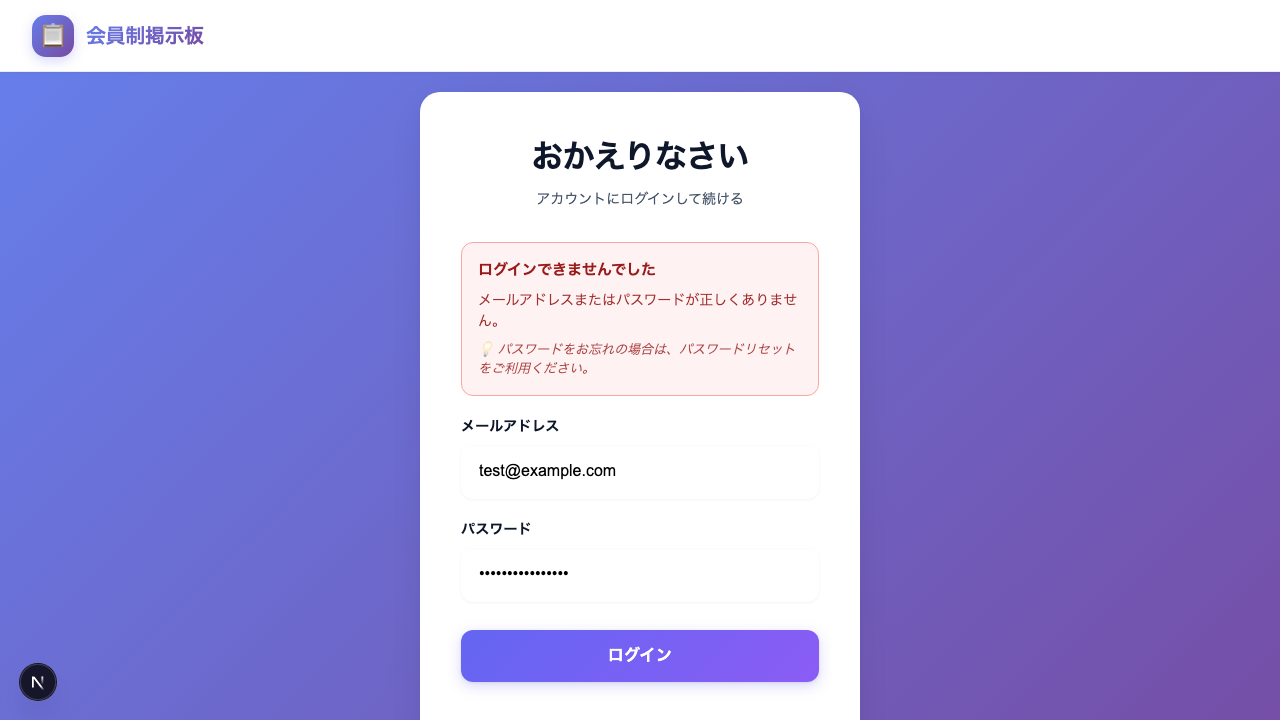 会員制掲示板
おかえりなさい
アカウントにログインして続ける
ログインできませんでした
メールアドレスまたはパスワードが正しくありませ
ん。
💡 パスワードをお忘れの場合は、パスワードリセット
をご利用ください。
メールアドレス
test@example.com
パスワード
••••••••••••••••
ログイン
N